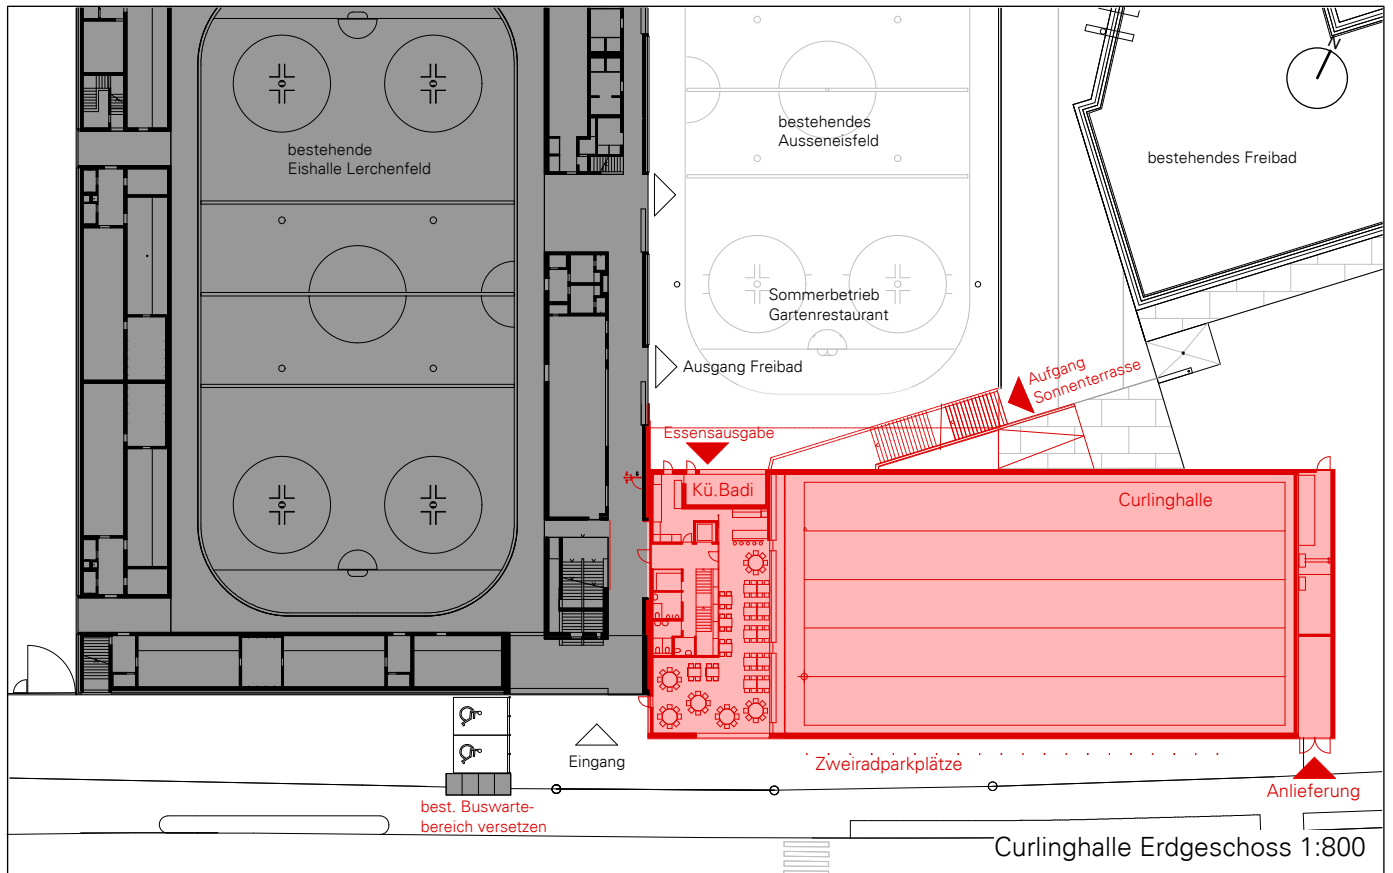 bestehende
Eishalle Lerchenfeld
bestehendes
Ausseneisfeld
N
bestehendes Freibad
Sommerbetrieb
Gartenrestaurant
Ausgang Freibad
Aufgang
Sonnenterrasse
Essensausgabe
Kü.Badi
Curlinghalle
Eingang
Zweiradparkplätze
Anlieferung
best. Buswarte-
bereich versetzen
Curlinghalle Erdgeschoss 1:800